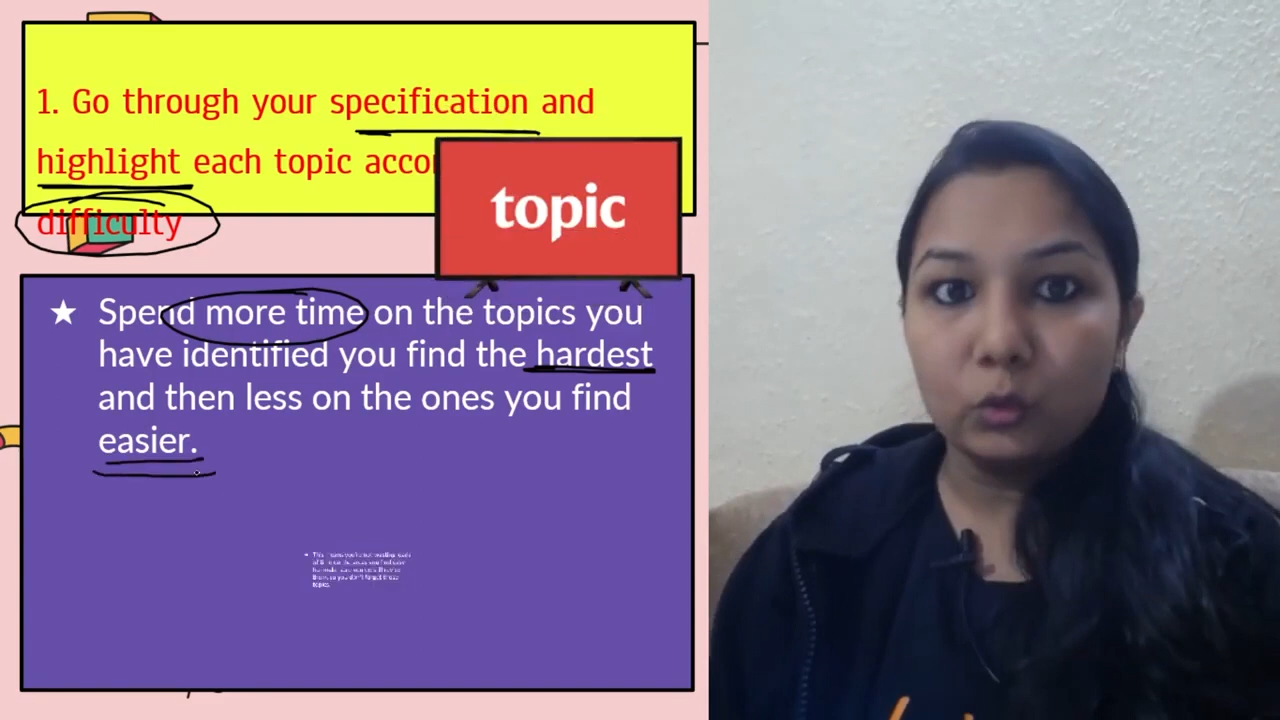 1. Go through your specification and
highlight each topic
topic
difficulty
★ Spend more time on the topics you
have identified you find the hardest
and then less on the ones you find
easier.